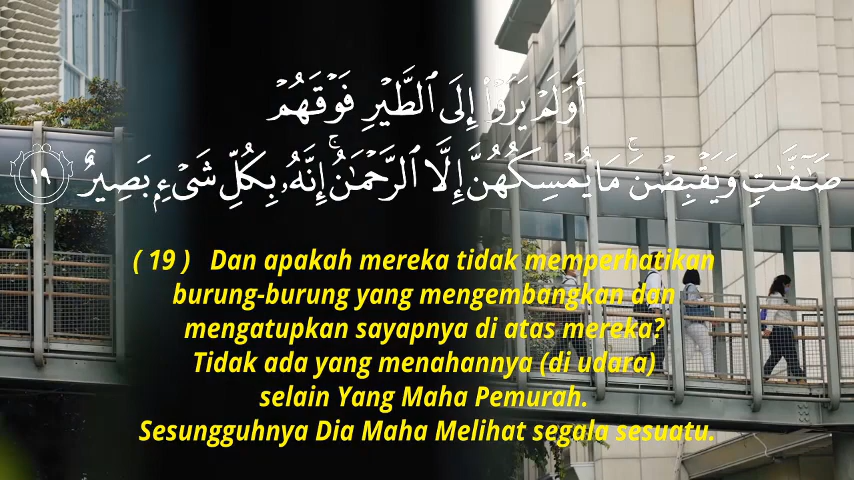 أَوَلَمْ يَرَوْا۟ إِلَى ٱلطَّيْرِ فَوْقَهُمْ
صَـٰٓفَّـٰتٍ وَيَقْبِضْنَ ۚ مَا يُمْسِكُهُنَّ إِلَّا ٱلرَّحْمَـٰنُ ۚ إِنَّهُۥ بِكُلِّ شَىْءٍۭ بَصِيرٌ ١٩
( 19 ) Dan apakah mereka tidak memperhatikan
burung-burung yang mengembangkan dan
mengatupkan sayapnya di atas mereka?
Tidak ada yang menahannya (di udara)
selain Yang Maha Pemurah.
Sesungguhnya Dia Maha Melihat segala sesuatu.